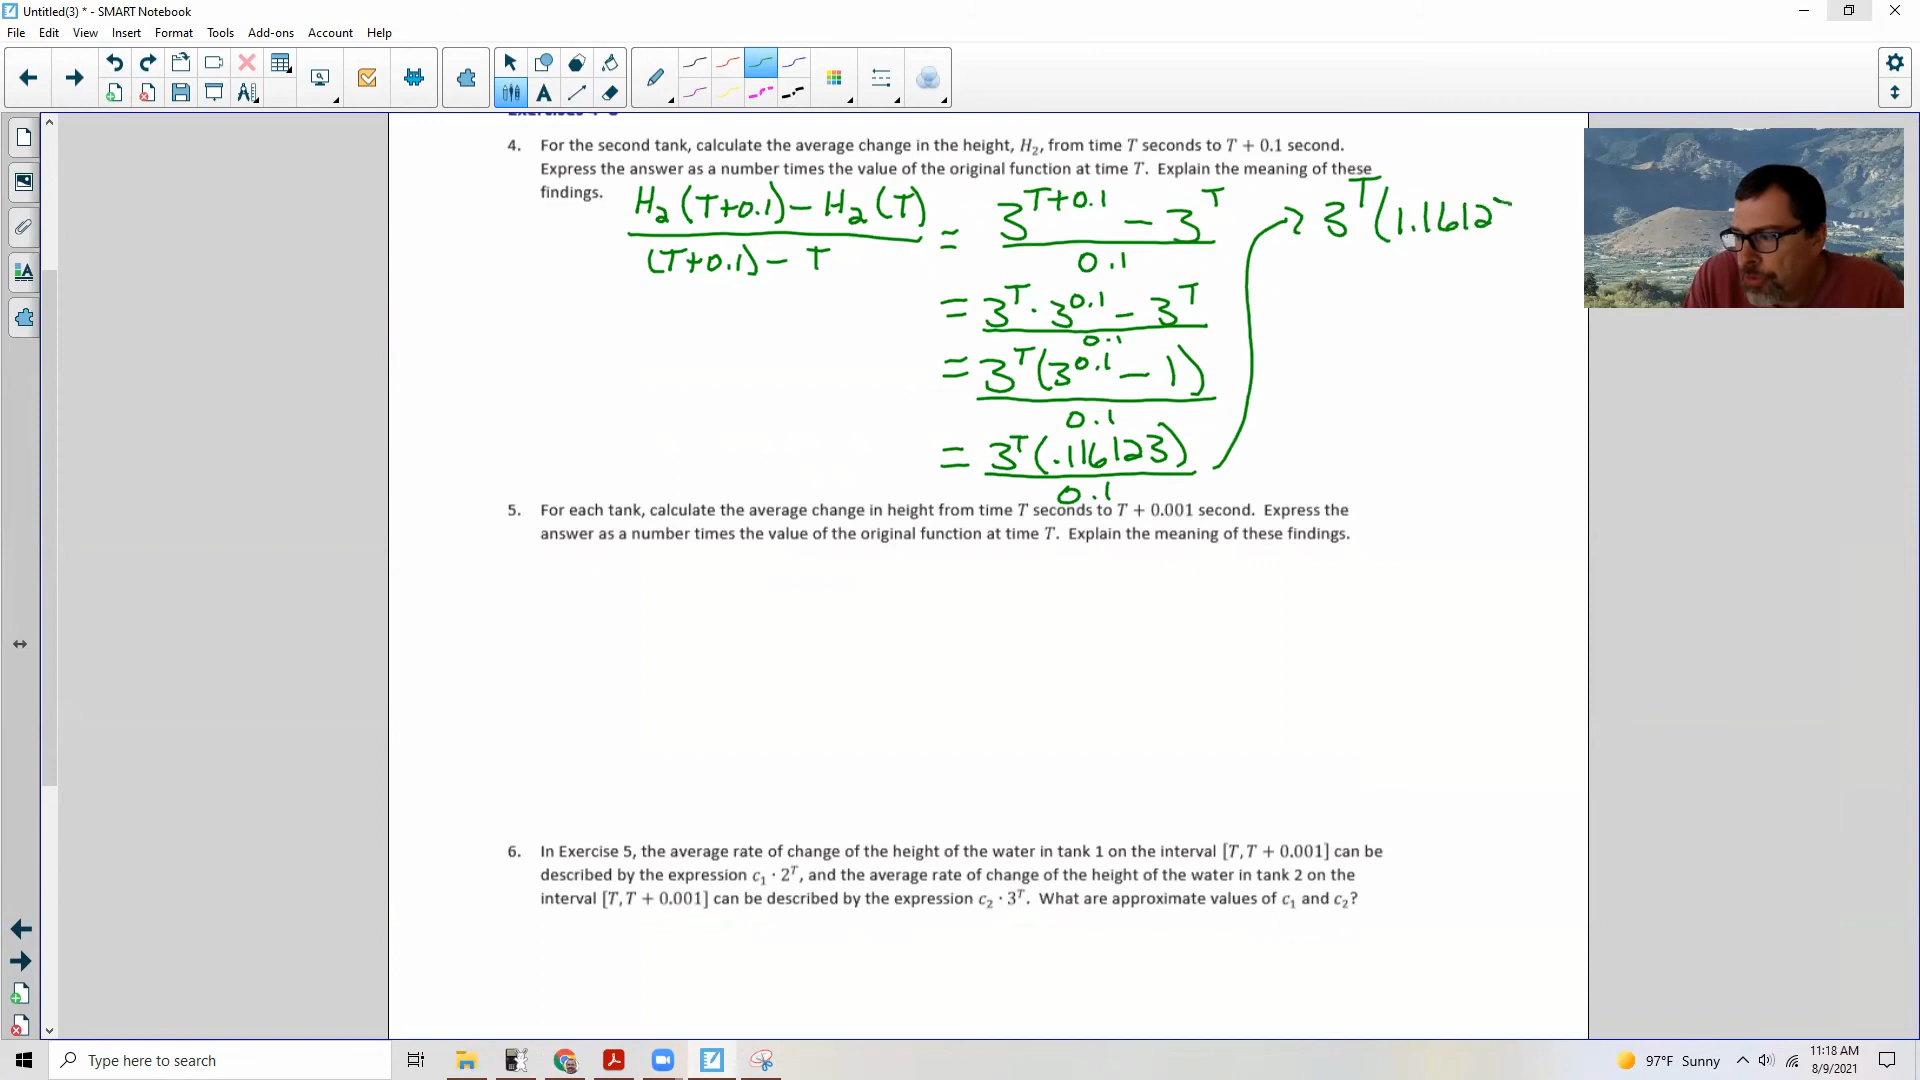 Untitled(3) * - SMART Notebook
File Edit View Insert Format Tools Add-ons Account Help
4. For the second tank, calculate the average change in the height, H₂, from time T seconds to T + 0.1 second.
Express the answer as a number times the value of the original function at time T. Explain the meaning of these
findings.
H₂(T+0.1) – H₂(T)
(T+0.1) – T
= 3^(T+0.1) – 3^T
0.1
= 3^T · 3^0.1 – 3^T
0.1
= 3^T(3^0.1 – 1)
0.1
= 3^T(.116123)
0.1
3^T(1.1612
5. For each tank, calculate the average change in height from time T seconds to T + 0.001 second. Express the
answer as a number times the value of the original function at time T. Explain the meaning of these findings.
6. In Exercise 5, the average rate of change of the height of the water in tank 1 on the interval [T, T + 0.001] can be
described by the expression c₁ · 2^T, and the average rate of change of the height of the water in tank 2 on the
interval [T, T + 0.001] can be described by the expression c₂ · 3^T. What are approximate values of c₁ and c₂?
Type here to search
97°F Sunny
11:18 AM
8/9/2021